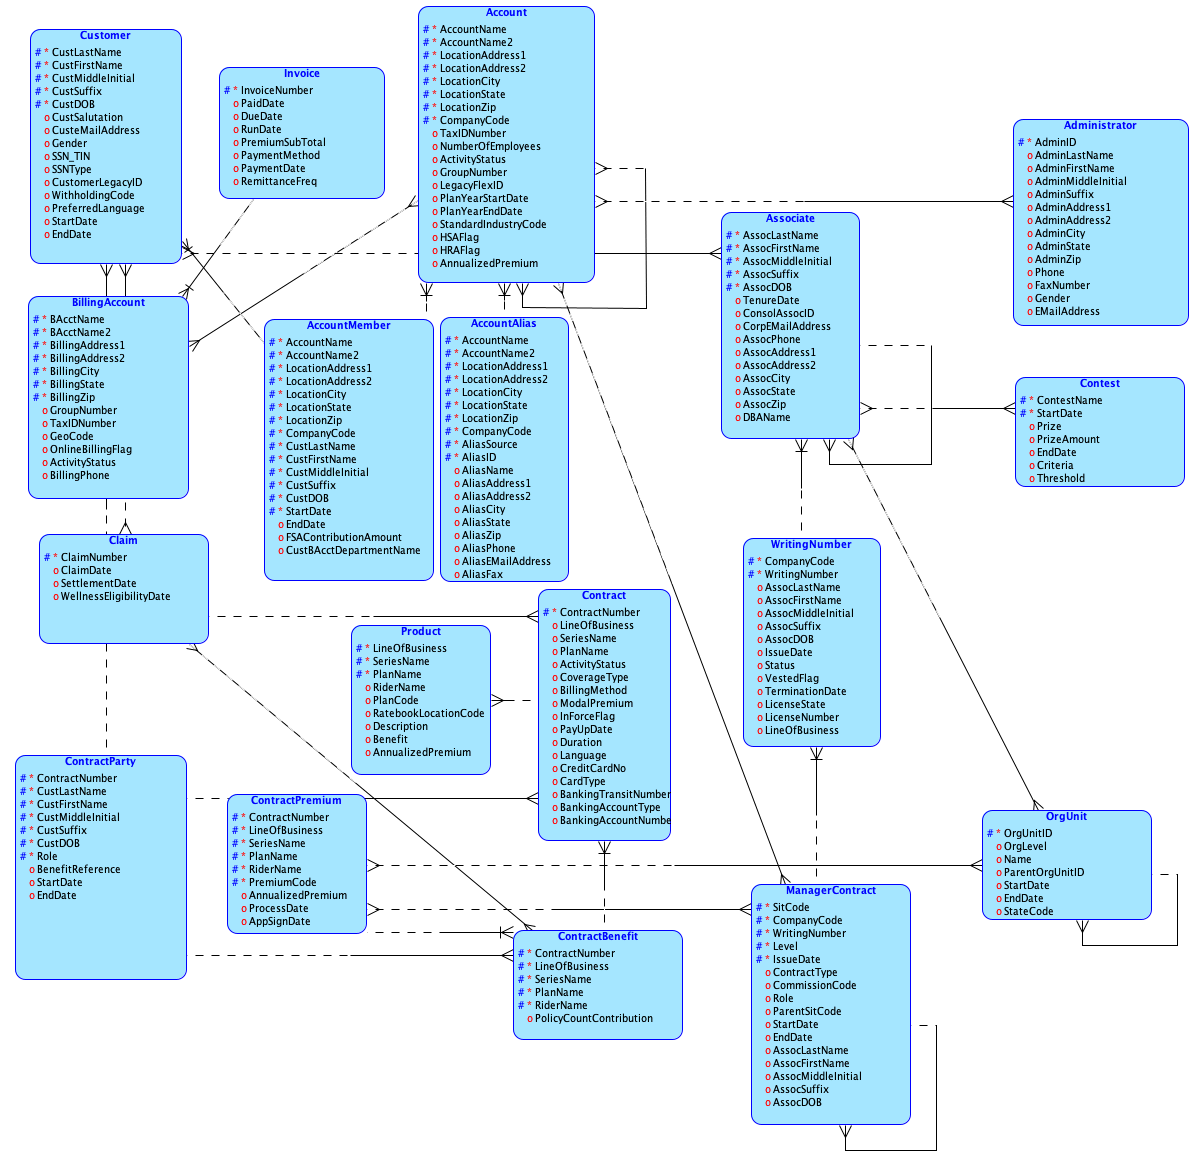 Customer
# * CustLastName
# * CustFirstName
# * CustMiddleInitial
# * CustSuffix
# * CustDOB
o CustSalutation
o CusteMailAddress
o Gender
o SSN_TIN
o SSNType
o CustomerLegacyID
o WithholdingCode
o PreferredLanguage
o StartDate
o EndDate
Invoice
# * InvoiceNumber
o PaidDate
o DueDate
o RunDate
o PremiumSubTotal
o PaymentMethod
o PaymentDate
o RemittanceFreq
Account
# * AccountName
# * AccountName2
# * LocationAddress1
# * LocationAddress2
# * LocationCity
# * LocationState
# * LocationZip
# * CompanyCode
o TaxIDNumber
o NumberOfEmployees
o ActivityStatus
o GroupNumber
o LegacyFlexID
o PlanYearStartDate
o PlanYearEndDate
o StandardIndustryCode
o HSAFlag
o HRAFlag
o AnnualizedPremium
Administrator
# * AdminID
o AdminLastName
o AdminFirstName
o AdminMiddleInitial
o AdminSuffix
o AdminAddress1
o AdminAddress2
o AdminCity
o AdminState
o AdminZip
o Phone
o FaxNumber
o Gender
o EMailAddress
Associate
# * AssocLastName
# * AssocFirstName
# * AssocMiddleInitial
# * AssocSuffix
# * AssocDOB
o TenureDate
o ConsolAssocID
o CorpEMailAddress
o AssocPhone
o AssocAddress1
o AssocAddress2
o AssocCity
o AssocState
o AssocZip
o DBAName
BillingAccount
# * BAcctName
# * BAcctName2
# * BillingAddress1
# * BillingAddress2
# * BillingCity
# * BillingState
# * BillingZip
o GroupNumber
o TaxIDNumber
o GeoCode
o OnlineBillingFlag
o ActivityStatus
o BillingPhone
AccountMember
# * AccountName
# * AccountName2
# * LocationAddress1
# * LocationAddress2
# * LocationCity
# * LocationState
# * LocationZip
# * CompanyCode
# * CustLastName
# * CustFirstName
# * CustMiddleInitial
# * CustSuffix
# * CustDOB
# * StartDate
o EndDate
o FSAContributionAmount
o CustBAcctDepartmentName
AccountAlias
# * AccountName
# * AccountName2
# * LocationAddress1
# * LocationAddress2
# * LocationCity
# * LocationState
# * LocationZip
# * CompanyCode
# * AliasSource
# * AliasID
o AliasName
o AliasAddress1
o AliasAddress2
o AliasCity
o AliasState
o AliasZip
o AliasPhone
o AliasEMailAddress
o AliasFax
Contest
# * ContestName
# * StartDate
o Prize
o PrizeAmount
o EndDate
o Criteria
o Threshold
Claim
# * ClaimNumber
o ClaimDate
o SettlementDate
o WellnessEligibilityDate
WritingNumber
# * CompanyCode
# * WritingNumber
o AssocLastName
o AssocFirstName
o AssocMiddleInitial
o AssocSuffix
o AssocDOB
o IssueDate
o Status
o VestedFlag
o TerminationDate
o LicenseState
o LicenseNumber
o LineOfBusiness
Contract
# * ContractNumber
o LineOfBusiness
o SeriesName
o PlanName
o ActivityStatus
o CoverageType
o BillingMethod
o ModalPremium
o InForceFlag
o PayUpDate
o Duration
o Language
o CreditCardNo
o CardType
o BankingTransitNumber
o BankingAccountType
o BankingAccountNumbe
Product
# * LineOfBusiness
# * SeriesName
# * PlanName
o RiderName
o PlanCode
o RatebookLocationCode
o Description
o Benefit
o AnnualizedPremium
ContractParty
# * ContractNumber
# * CustLastName
# * CustFirstName
# * CustMiddleInitial
# * CustSuffix
# * CustDOB
# * Role
o BenefitReference
o StartDate
o EndDate
ContractPremium
# * ContractNumber
# * LineOfBusiness
# * SeriesName
# * PlanName
# * RiderName
# * PremiumCode
o AnnualizedPremium
o ProcessDate
o AppSignDate
OrgUnit
# * OrgUnitID
o OrgLevel
o Name
o ParentOrgUnitID
o StartDate
o EndDate
o StateCode
ManagerContract
# * SitCode
# * CompanyCode
# * WritingNumber
# * Level
# * IssueDate
o ContractType
o CommissionCode
o Role
o ParentSitCode
o StartDate
o EndDate
o AssocLastName
o AssocFirstName
o AssocMiddleInitial
o AssocSuffix
o AssocDOB
ContractBenefit
# * ContractNumber
# * LineOfBusiness
# * SeriesName
# * PlanName
# * RiderName
o PolicyCountContribution